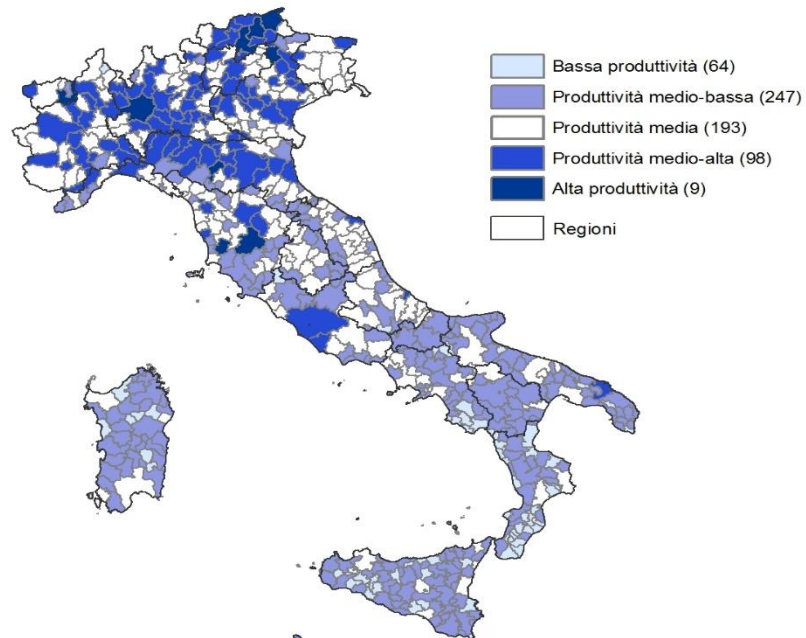 Bassa produttività (64)
Produttività medio-bassa (247)
Produttività media (193)
Produttività medio-alta (98)
Alta produttività (9)
Regioni